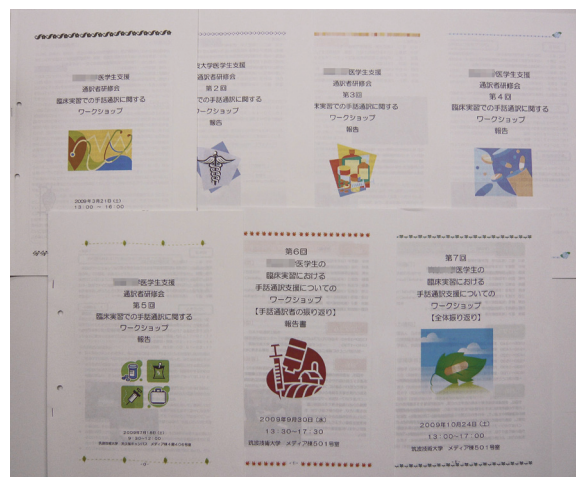 医学生支援
通訳者研修会
臨床実習での手話通訳に関する
ワークショップ
2009年3月21日(土)
13:00 ～ 16:00
大学医学生支援
通訳者研修会
第2回
床実習での手話通訳に関する
ワークショップ
報告
医学生支援
通訳者研修会
第3回
床実習での手話通訳に関する
ワークショップ
報告
医学生支援
通訳者研修会
第4回
臨床実習での手話通訳に関する
ワークショップ
報告
医学生支援
通訳者研修会
第5回
臨床実習での手話通訳に関する
ワークショップ
報告
第6回
医学生の
臨床実習における
手話通訳支援についての
ワークショップ
【手話通訳者の振り返り】
報告書
2009年9月30日(水)
13:30~17:30
筑波技術大学 メディア棟501号室
第7回
医学生の
臨床実習における
手話通訳支援についての
ワークショップ
【全体振り返り】
2009年10月24日(土)
13:00~17:00
筑波技術大学 メディア棟501号室